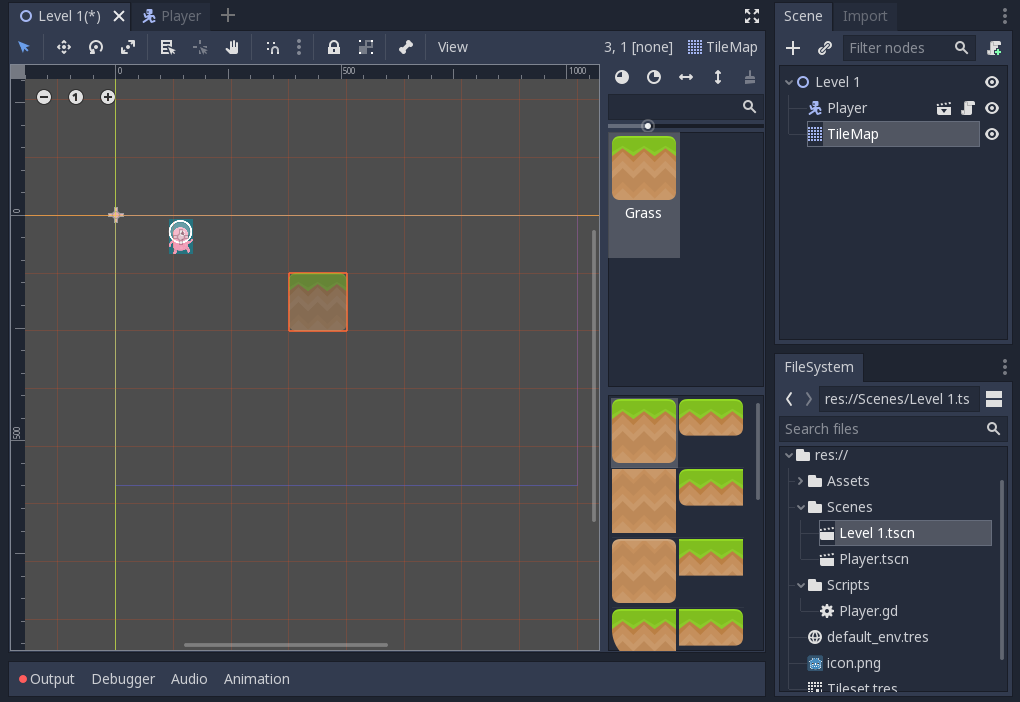 Level 1(*)
Player
Scene
Import
View
3, 1 [none]
TileMap
Filter nodes
0
500
1000
1
Level 1
Player
TileMap
Grass
0
500
FileSystem
res://Scenes/Level 1.ts
Search files
res://
Assets
Scenes
Level 1.tscn
Player.tscn
Scripts
Player.gd
default_env.tres
icon.png
Tileset.tres
Output
Debugger
Audio
Animation